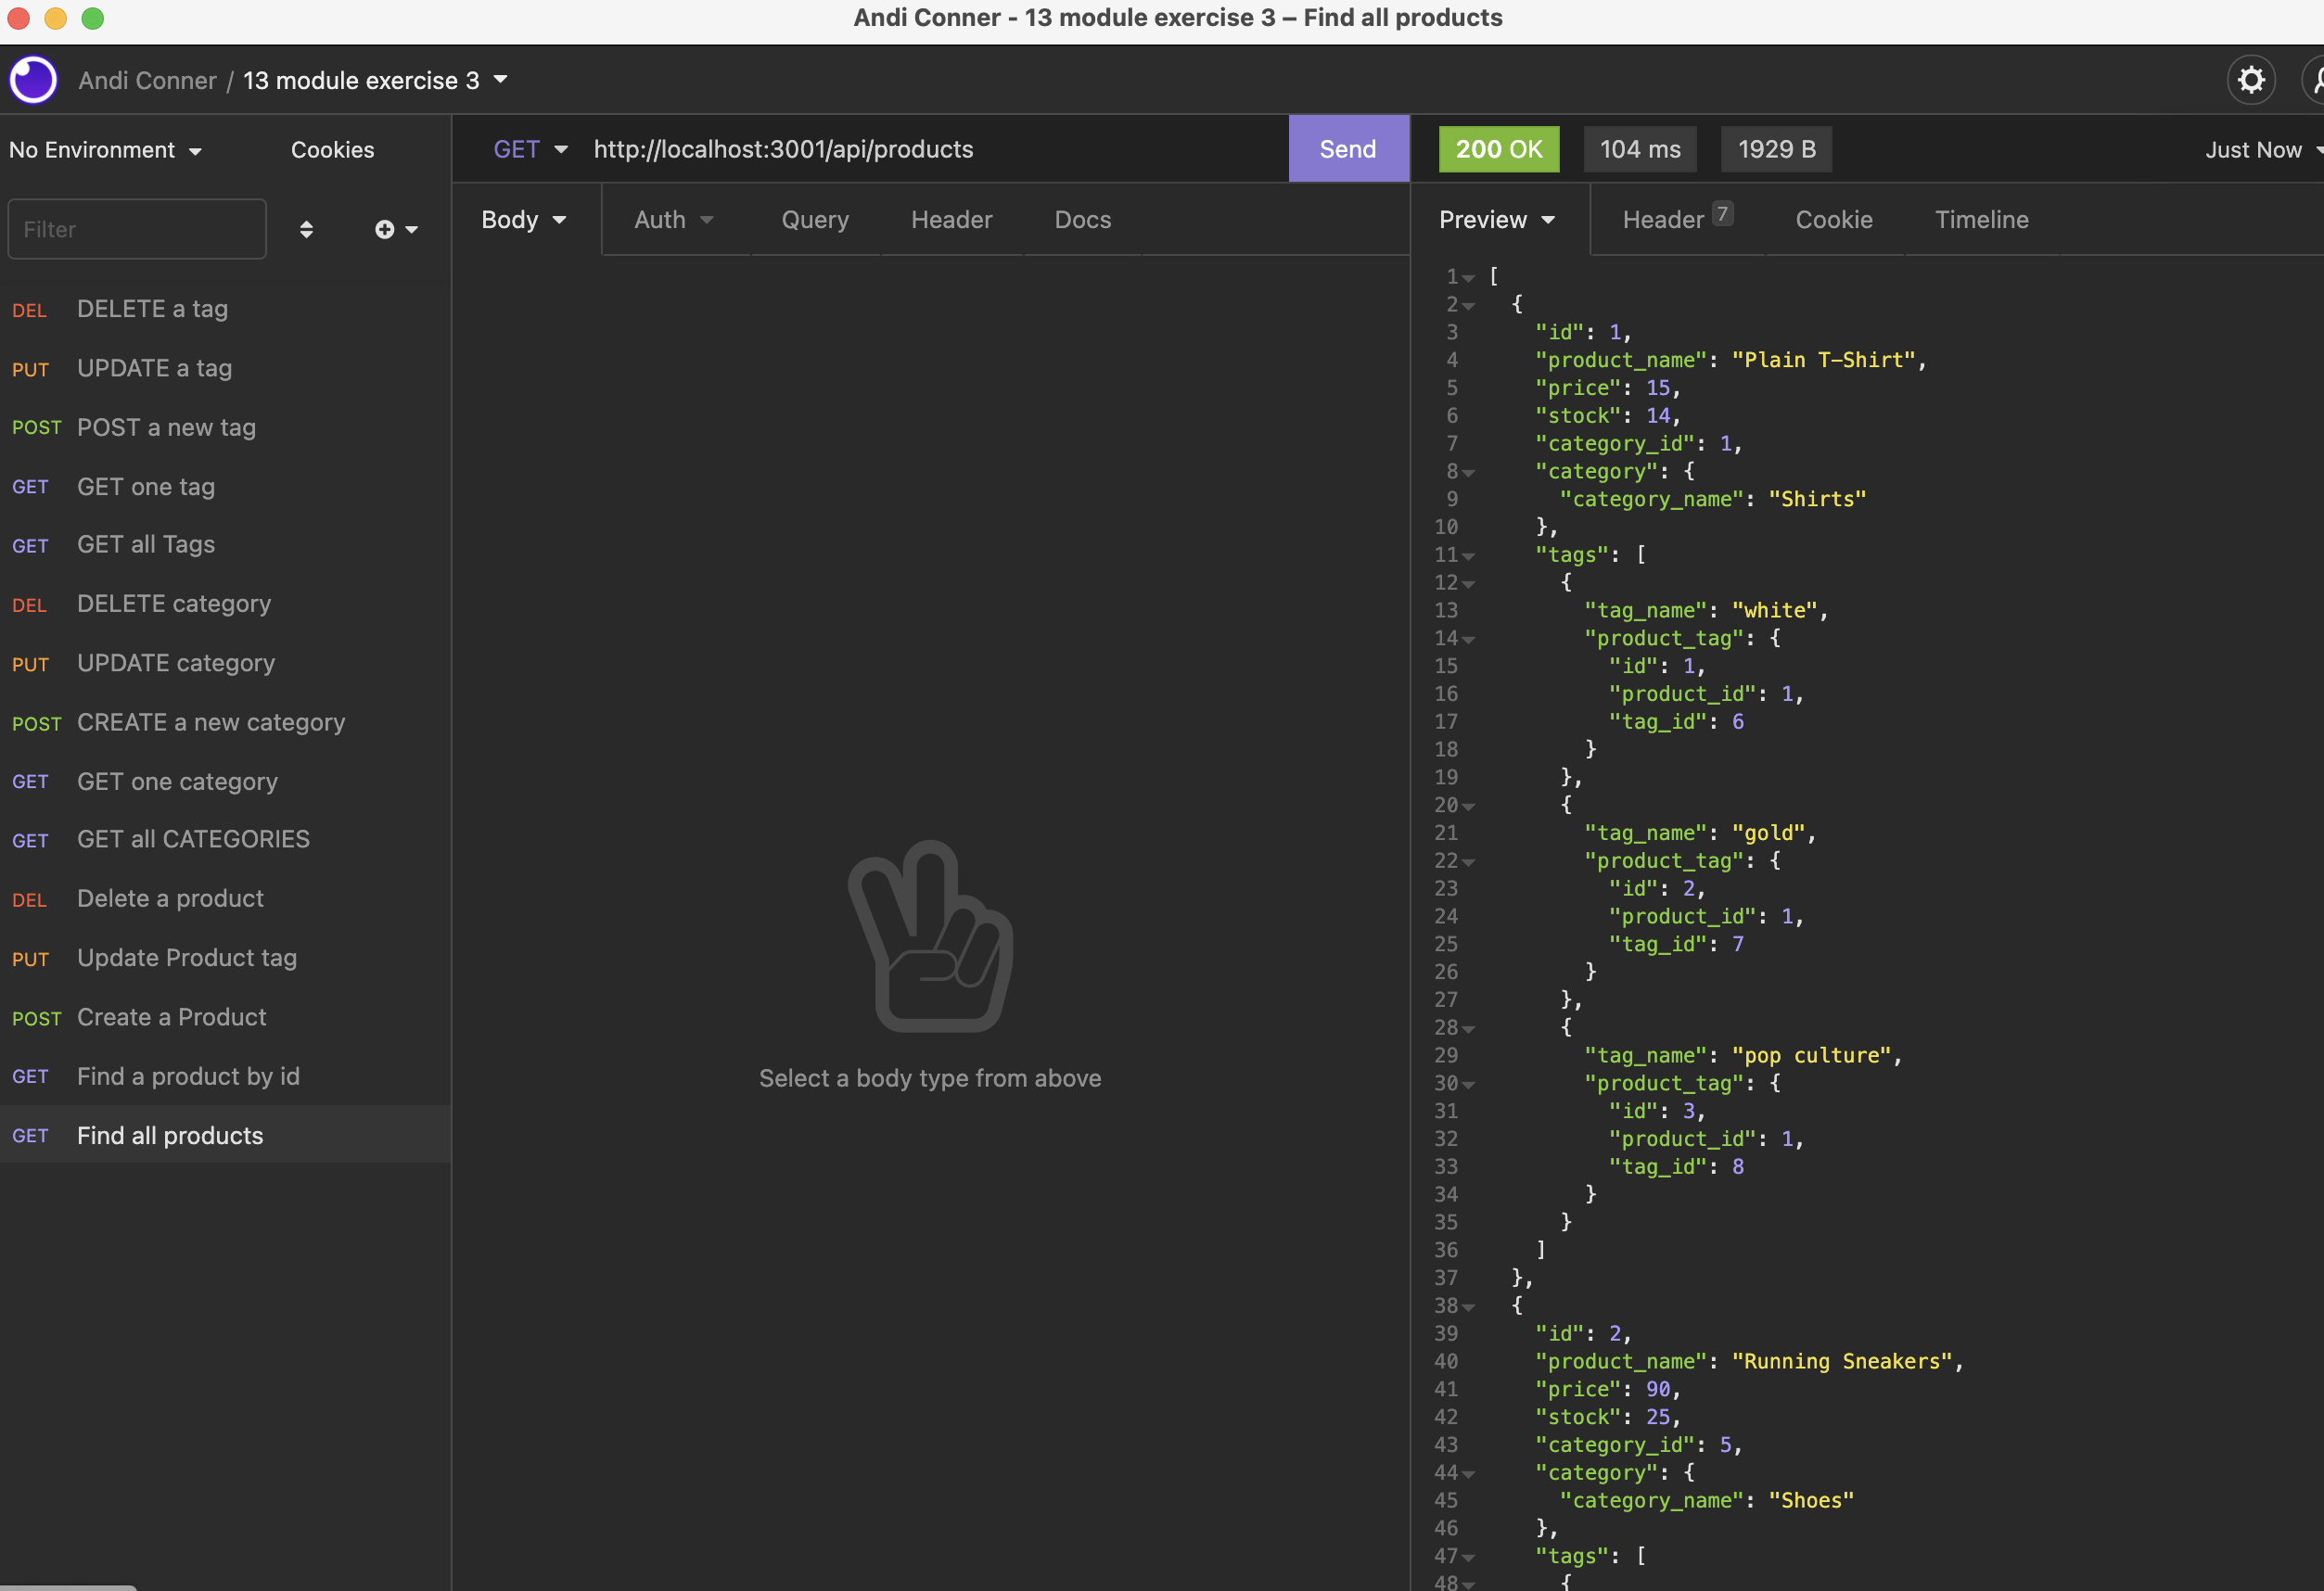 Andi Conner - 13 module exercise 3 – Find all products
Andi Conner / 13 module exercise 3
No Environment
Cookies
Filter
DEL DELETE a tag
PUT UPDATE a tag
POST POST a new tag
GET GET one tag
GET GET all Tags
DEL DELETE category
PUT UPDATE category
POST CREATE a new category
GET GET one category
GET GET all CATEGORIES
DEL Delete a product
PUT Update Product tag
POST Create a Product
GET Find a product by id
GET Find all products
GET http://localhost:3001/api/products Send
Body Auth Query Header Docs
Select a body type from above
200 OK 104 ms 1929 B Just Now
Preview Header 7 Cookie Timeline
1 [
2 {
3 "id": 1,
4 "product_name": "Plain T-Shirt",
5 "price": 15,
6 "stock": 14,
7 "category_id": 1,
8 "category": {
9 "category_name": "Shirts"
10 },
11 "tags": [
12 {
13 "tag_name": "white",
14 "product_tag": {
15 "id": 1,
16 "product_id": 1,
17 "tag_id": 6
18 }
19 },
20 {
21 "tag_name": "gold",
22 "product_tag": {
23 "id": 2,
24 "product_id": 1,
25 "tag_id": 7
26 }
27 },
28 {
29 "tag_name": "pop culture",
30 "product_tag": {
31 "id": 3,
32 "product_id": 1,
33 "tag_id": 8
34 }
35 }
36 ]
37 },
38 {
39 "id": 2,
40 "product_name": "Running Sneakers",
41 "price": 90,
42 "stock": 25,
43 "category_id": 5,
44 "category": {
45 "category_name": "Shoes"
46 },
47 "tags": [
48 {